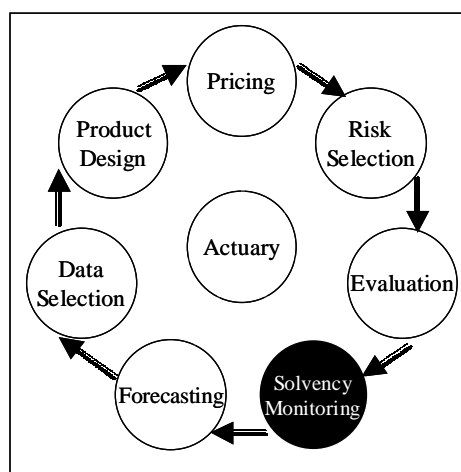 Pricing
Product
Design
Risk
Selection
Actuary
Data
Selection
Evaluation
Forecasting
Solvency
Monitoring